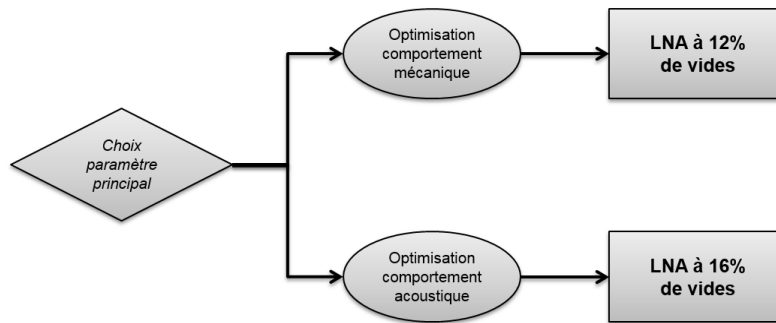 Choix
paramètre
principal
Optimisation
comportement
mécanique
LNA à 12%
de vides
Optimisation
comportement
acoustique
LNA à 16%
de vides